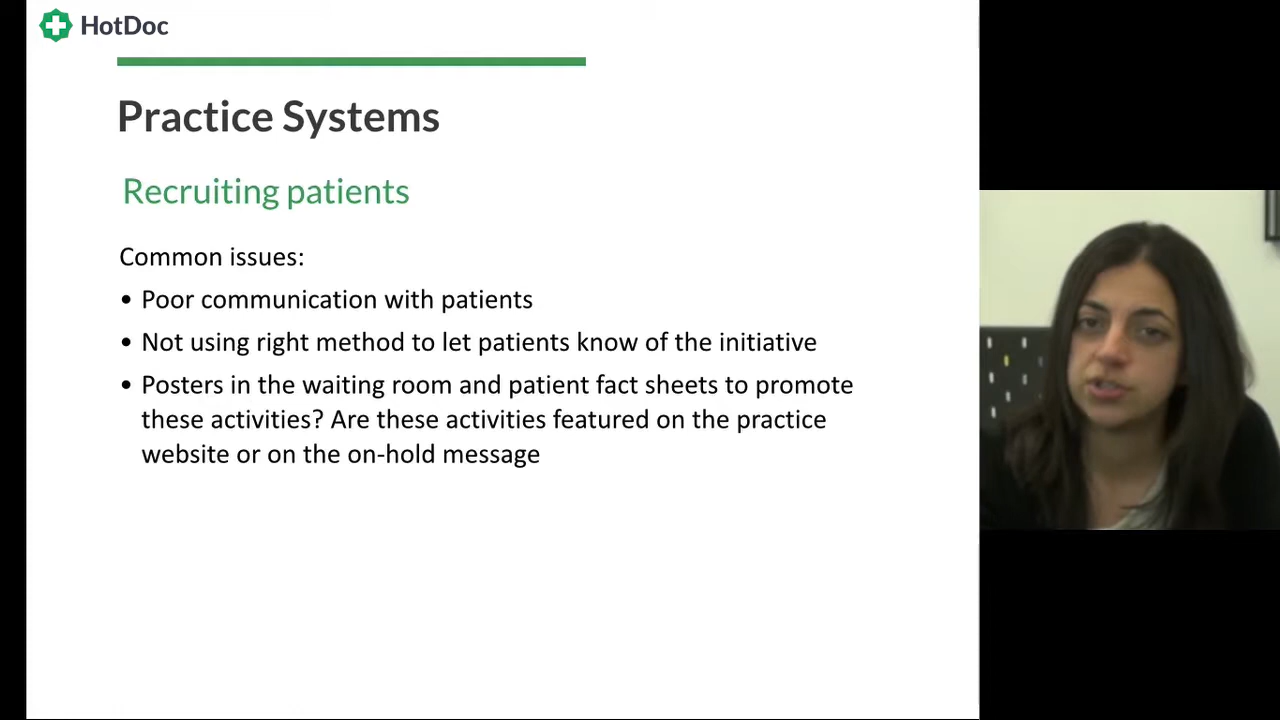 HotDoc
Practice Systems
Recruiting patients
Common issues:
• Poor communication with patients
• Not using right method to let patients know of the initiative
• Posters in the waiting room and patient fact sheets to promote
these activities? Are these activities featured on the practice
website or on the on-hold message